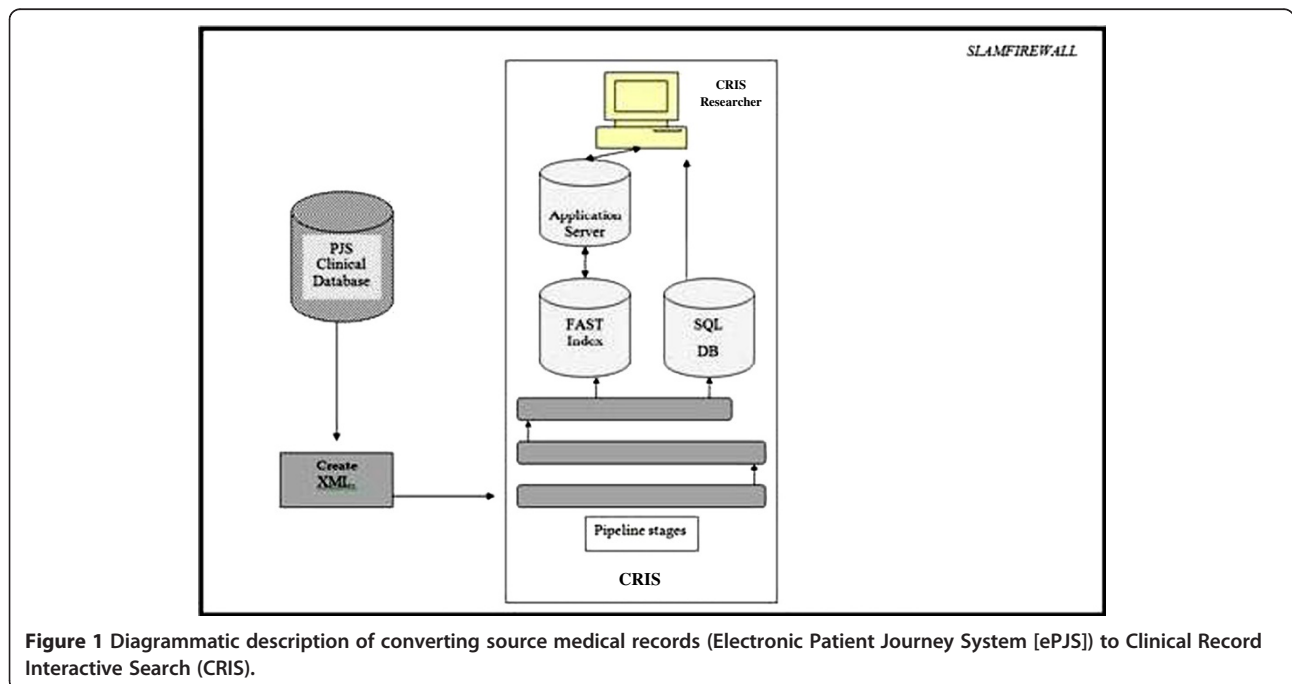 SLAMFIREWALL
CRIS
Researcher
Application
Server
PJS
Clinical
Database
FAST
Index
SQL
DB
Create
XML.
Pipeline stages
CRIS
Figure 1 Diagrammatic description of converting source medical records (Electronic Patient Journey System [ePJS]) to Clinical Record
Interactive Search (CRIS).